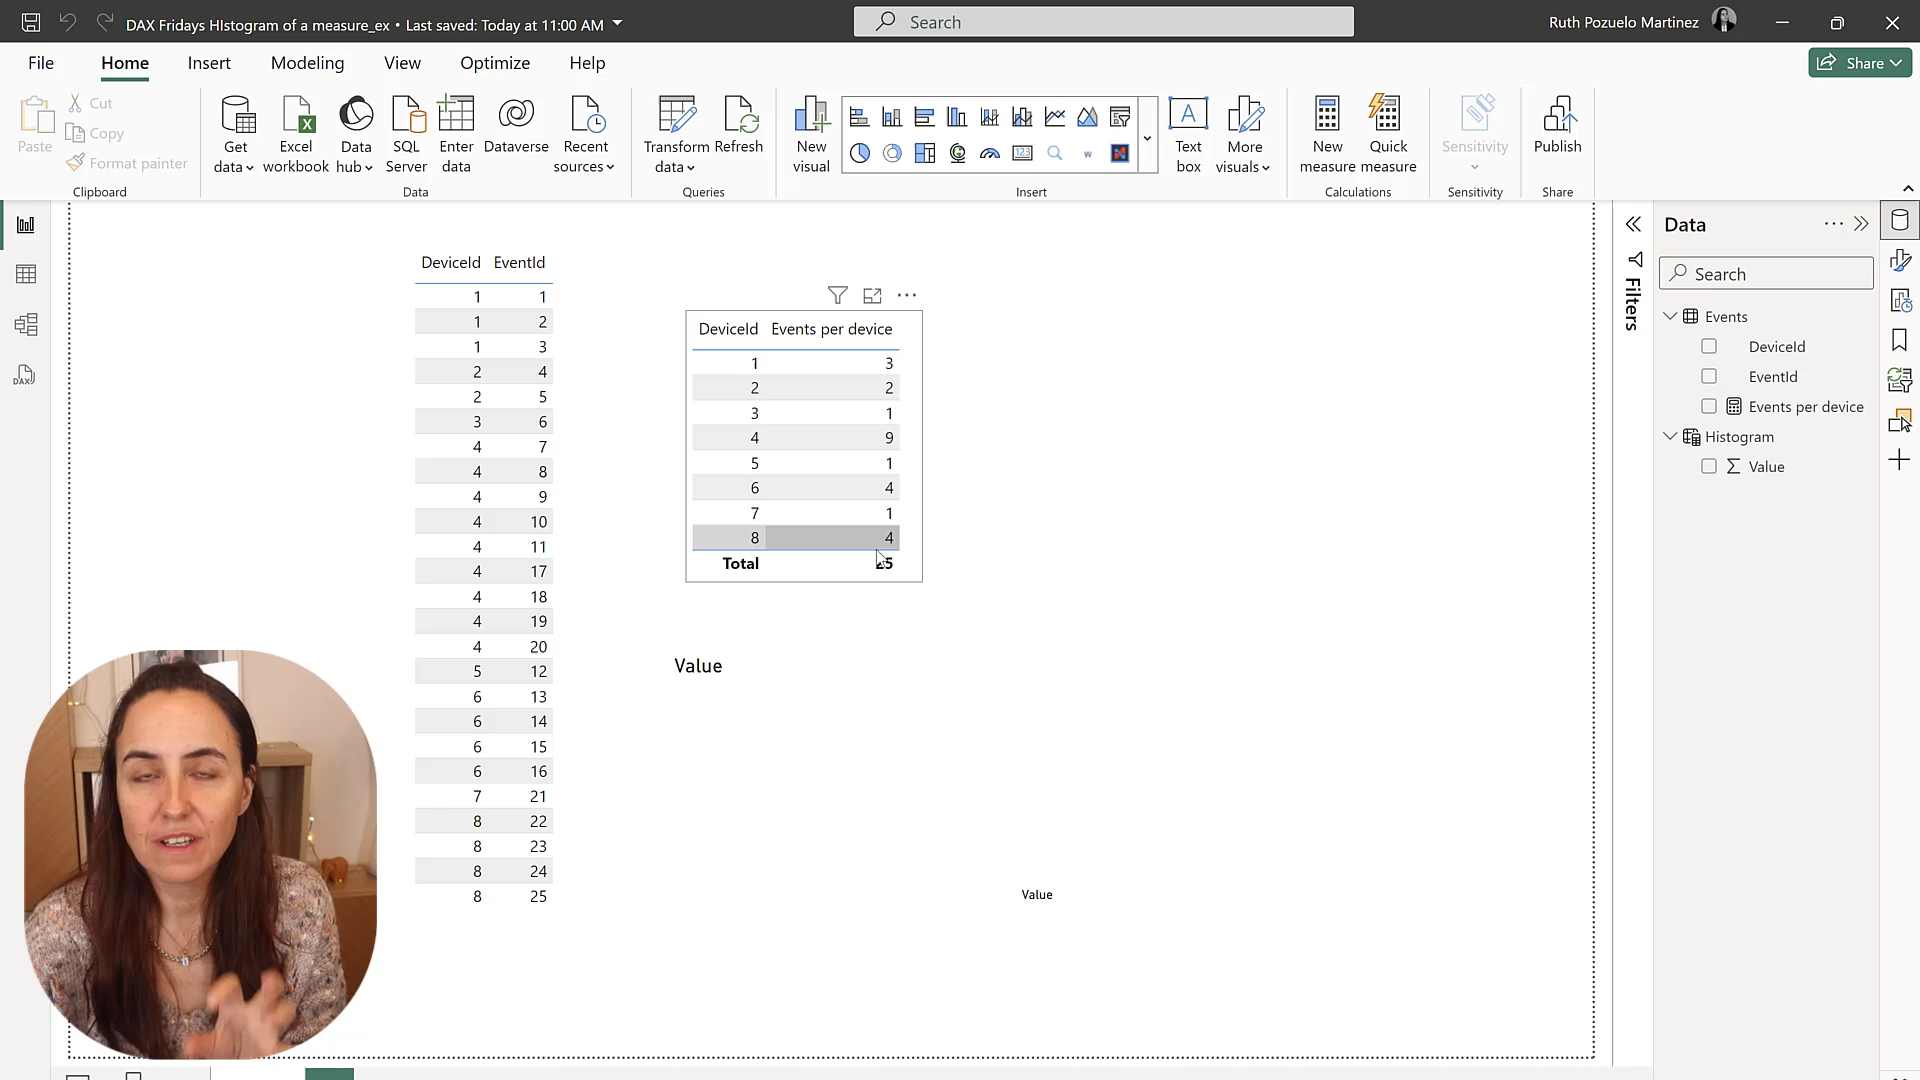 DAX Fridays HIstogram of a measure_ex • Last saved: Today at 11:00 AM
Search
Ruth Pozuelo Martinez
File Home Insert Modeling View Optimize Help
Share
Paste
Cut
Copy
Format painter
Clipboard
Get data
Excel workbook
Data hub
SQL Server
Enter data
Dataverse
Recent sources
Data
Transform data
Refresh
Queries
New visual
Text box
More visuals
Insert
New measure
Quick measure
Calculations
Sensitivity
Sensitivity
Publish
Share
DeviceId EventId
1 1
1 2
1 3
2 4
2 5
3 6
4 7
4 8
4 9
4 10
4 11
4 17
4 18
4 19
4 20
5 12
6 13
6 14
6 15
6 16
7 21
8 22
8 23
8 24
8 25
DeviceId Events per device
1 3
2 2
3 1
4 9
5 1
6 4
7 1
8 4
Total 25
Value
Value
Filters
Data
Search
Events
DeviceId
EventId
Events per device
Histogram
Value
DAX